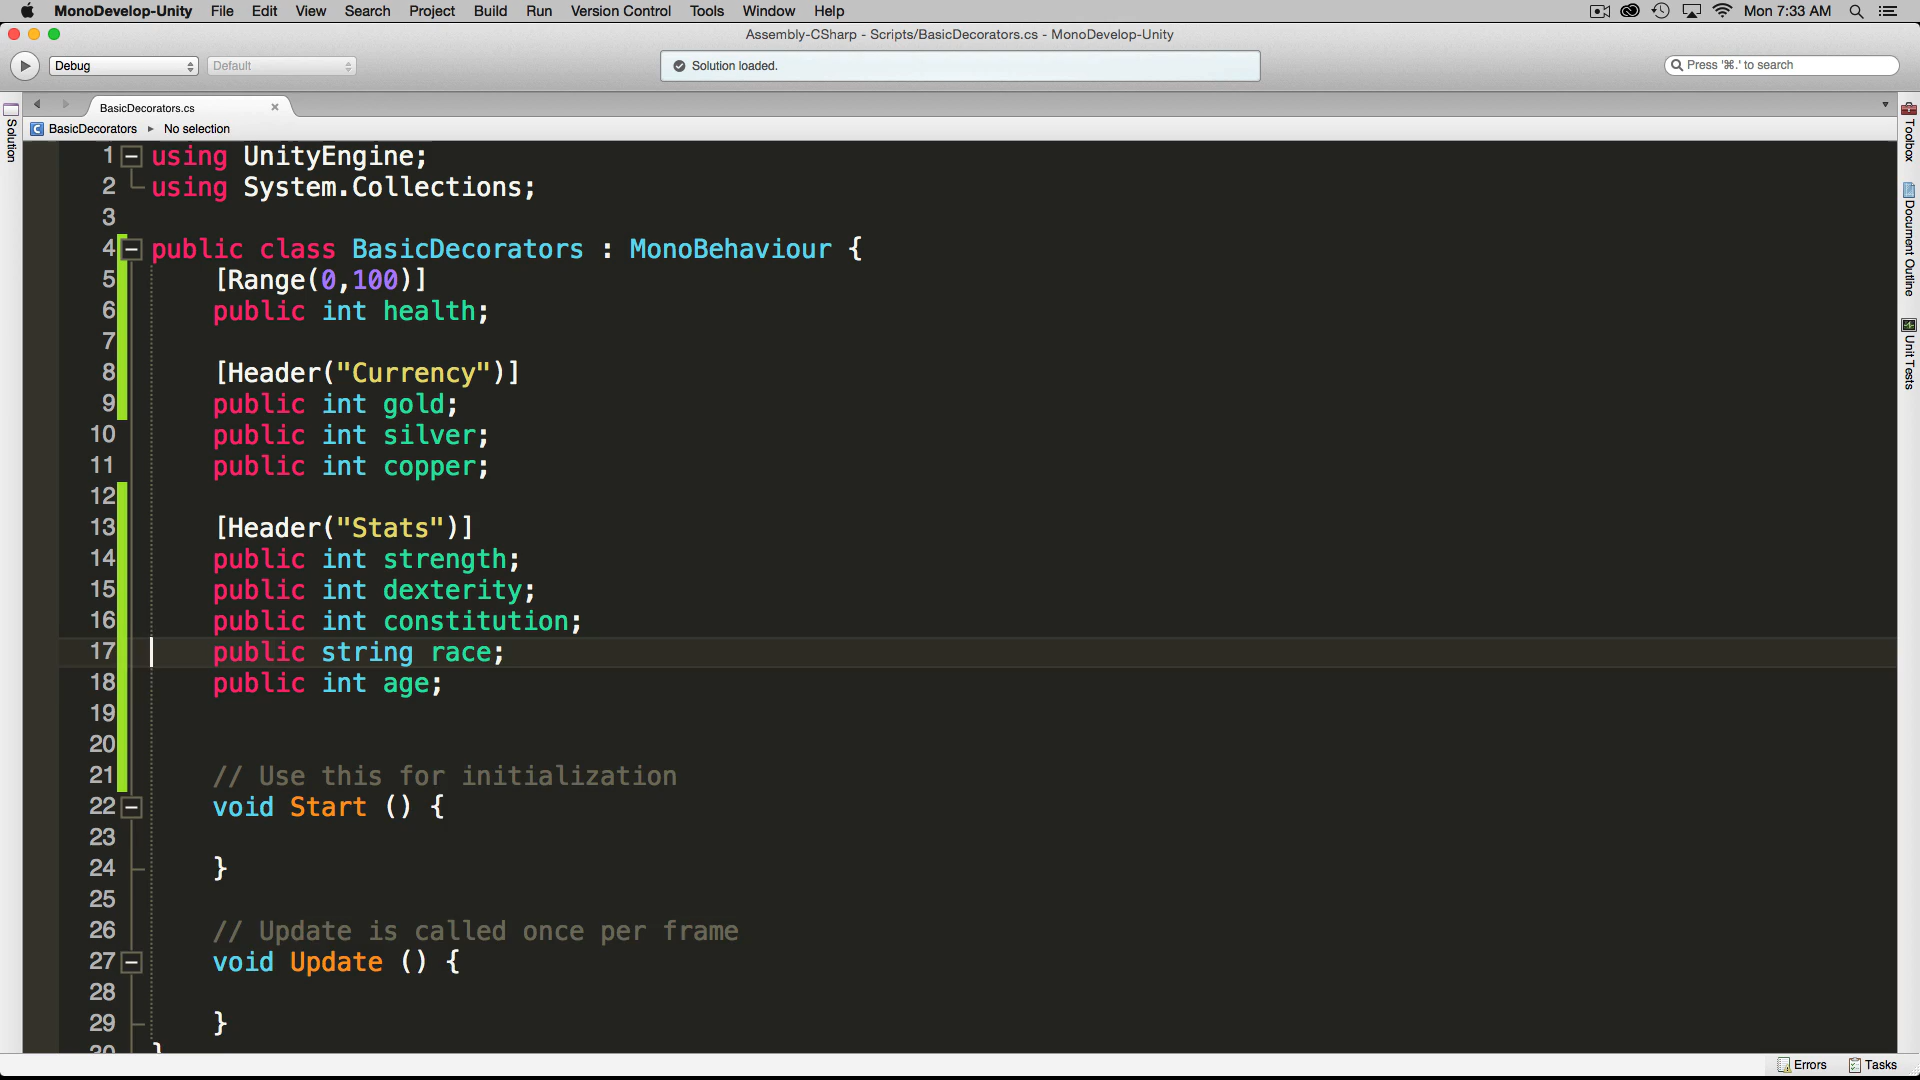 MonoDevelop-Unity File Edit View Search Project Build Run Version Control Tools Window Help Mon 7:33 AM
Assembly-CSharp - Scripts/BasicDecorators.cs - MonoDevelop-Unity
Debug Default Solution loaded. Press '⌘.' to search
BasicDecorators.cs
BasicDecorators No selection
Solution
Toolbox
Document Outline
Unit Tests
1 using UnityEngine;
2 using System.Collections;
3
4 public class BasicDecorators : MonoBehaviour {
5 [Range(0,100)]
6 public int health;
7
8 [Header("Currency")]
9 public int gold;
10 public int silver;
11 public int copper;
12
13 [Header("Stats")]
14 public int strength;
15 public int dexterity;
16 public int constitution;
17 public string race;
18 public int age;
19
20
21 // Use this for initialization
22 void Start () {
23
24 }
25
26 // Update is called once per frame
27 void Update () {
28
29 }
30 }
Errors Tasks